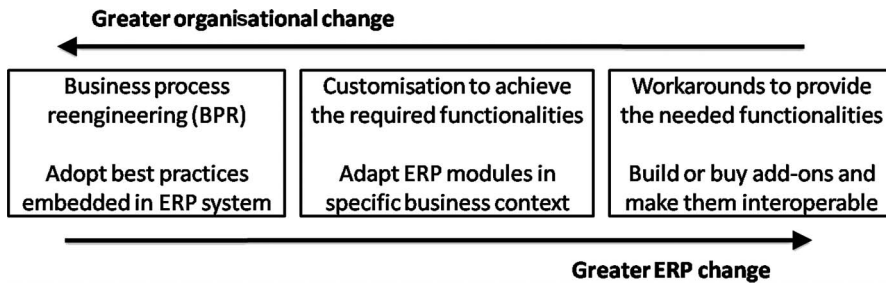 Greater organisational change
Business process
reengineering (BPR)
Adopt best practices
embedded in ERP system
Customisation to achieve
the required functionalities
Adapt ERP modules in
specific business context
Workarounds to provide
the needed functionalities
Build or buy add-ons and
make them interoperable
Greater ERP change